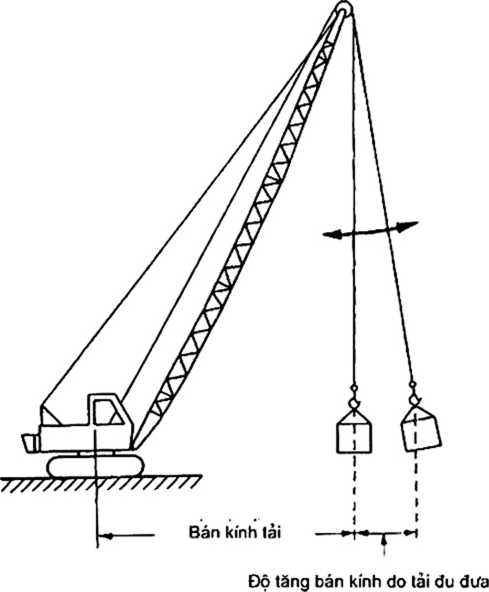 Bán kính tải
Độ tăng bán kính do tải đu đưa